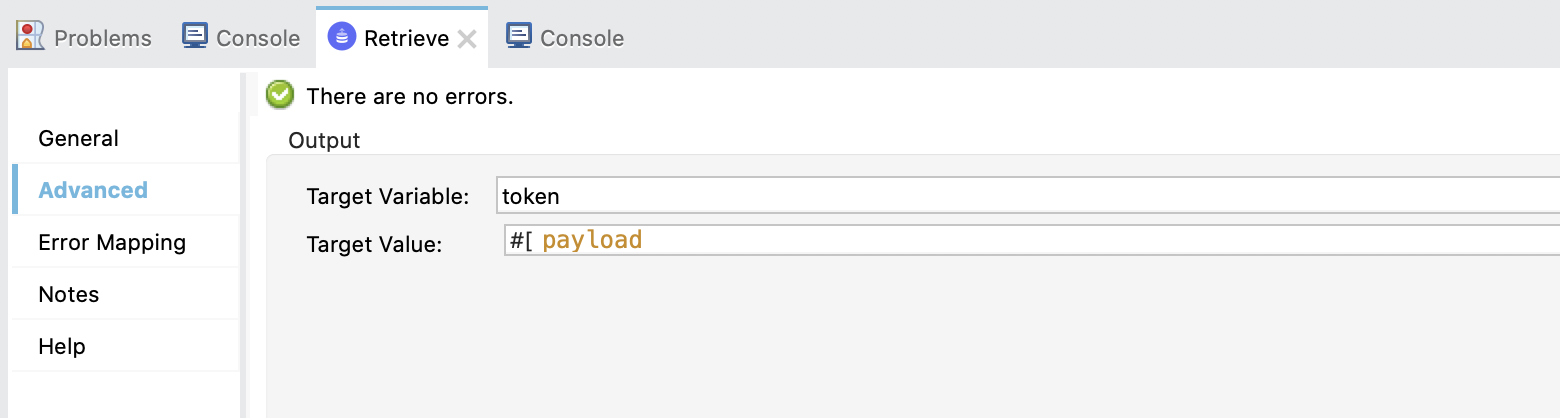 Problems Console Retrieve Console
There are no errors.
Output
General
Advanced
Error Mapping
Notes
Help
Target Variable: token
Target Value: #[ payload